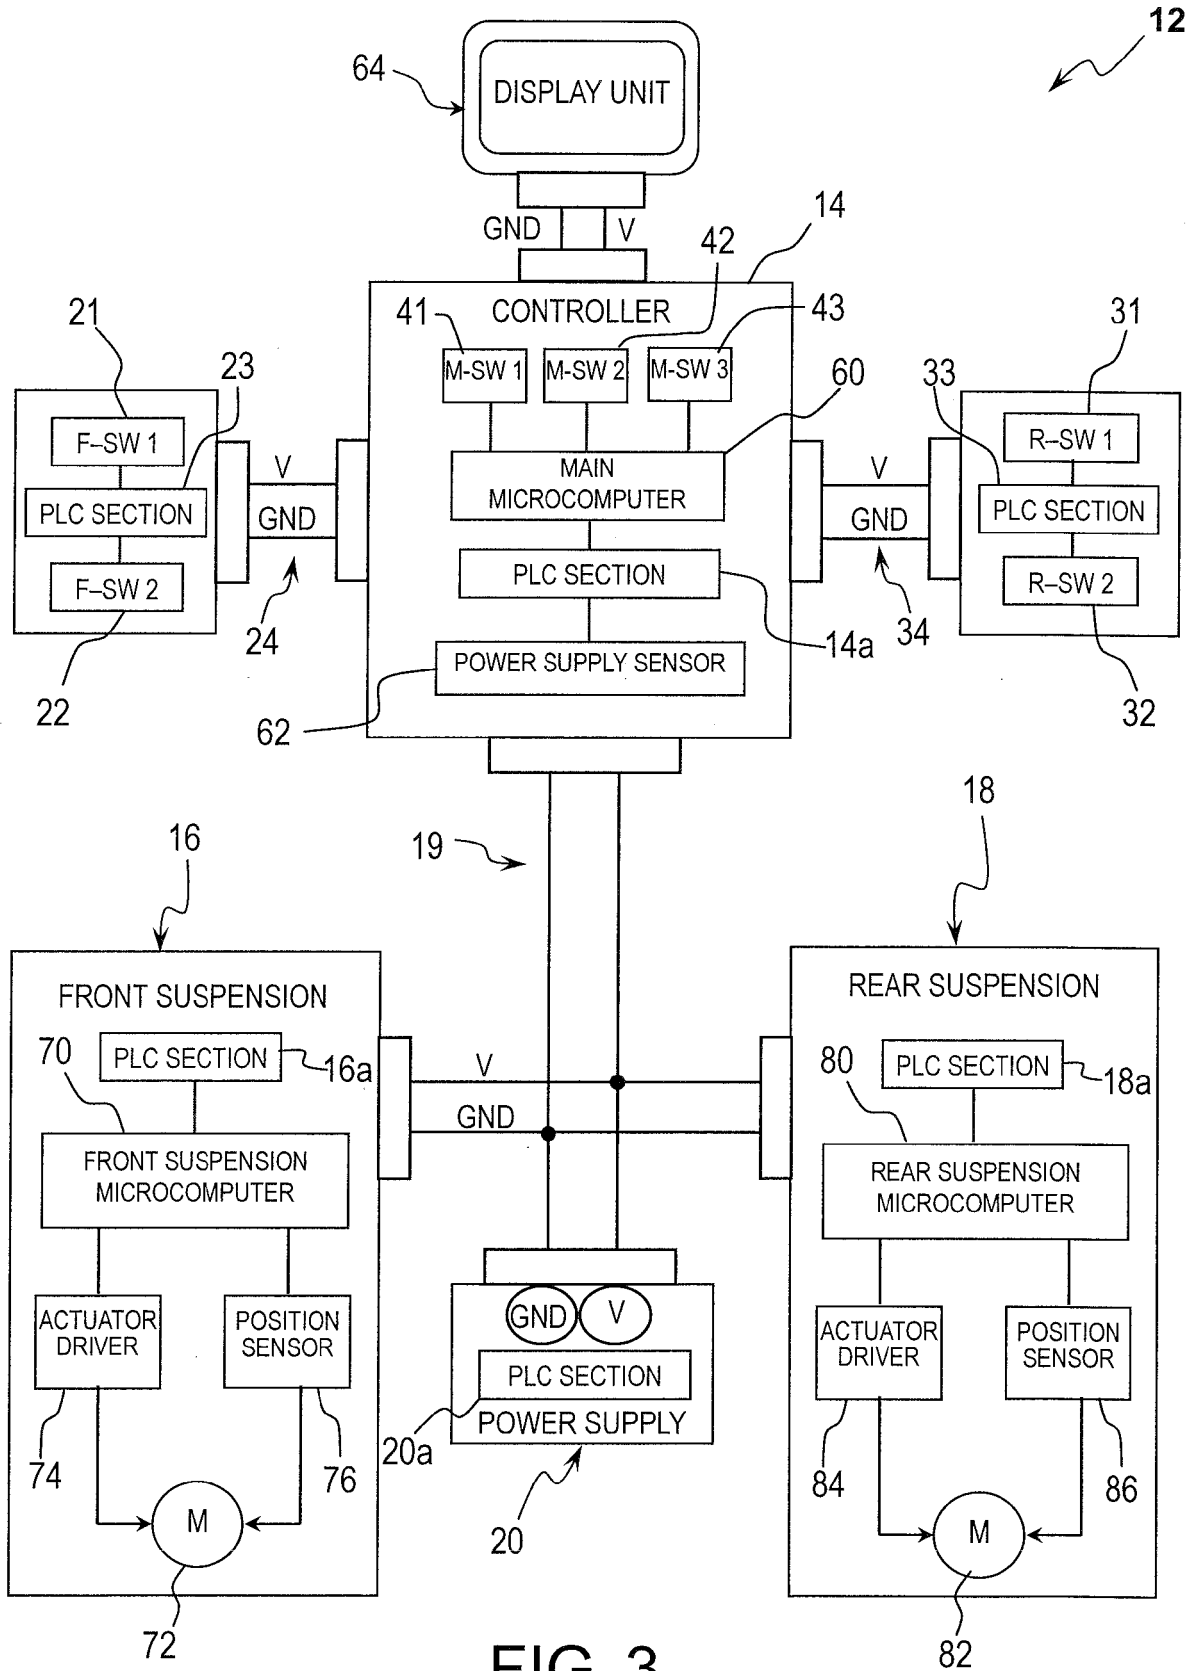 12
64
DISPLAY UNIT
GND
V
14
42
CONTROLLER
41
43
M-SW 1
M-SW 2
M-SW 3
60
MAIN
MICROCOMPUTER
PLC SECTION
14a
POWER SUPPLY SENSOR
62
21
23
F–SW 1
PLC SECTION
F–SW 2
22
V
GND
24
31
33
R–SW 1
PLC SECTION
R–SW 2
32
V
GND
34
19
16
FRONT SUSPENSION
70
PLC SECTION
16a
FRONT SUSPENSION
MICROCOMPUTER
ACTUATOR
DRIVER
POSITION
SENSOR
74
76
M
72
V
GND
GND
V
PLC SECTION
POWER SUPPLY
20a
20
18
REAR SUSPENSION
80
PLC SECTION
18a
REAR SUSPENSION
MICROCOMPUTER
ACTUATOR
DRIVER
POSITION
SENSOR
84
86
M
82
FIG. 3